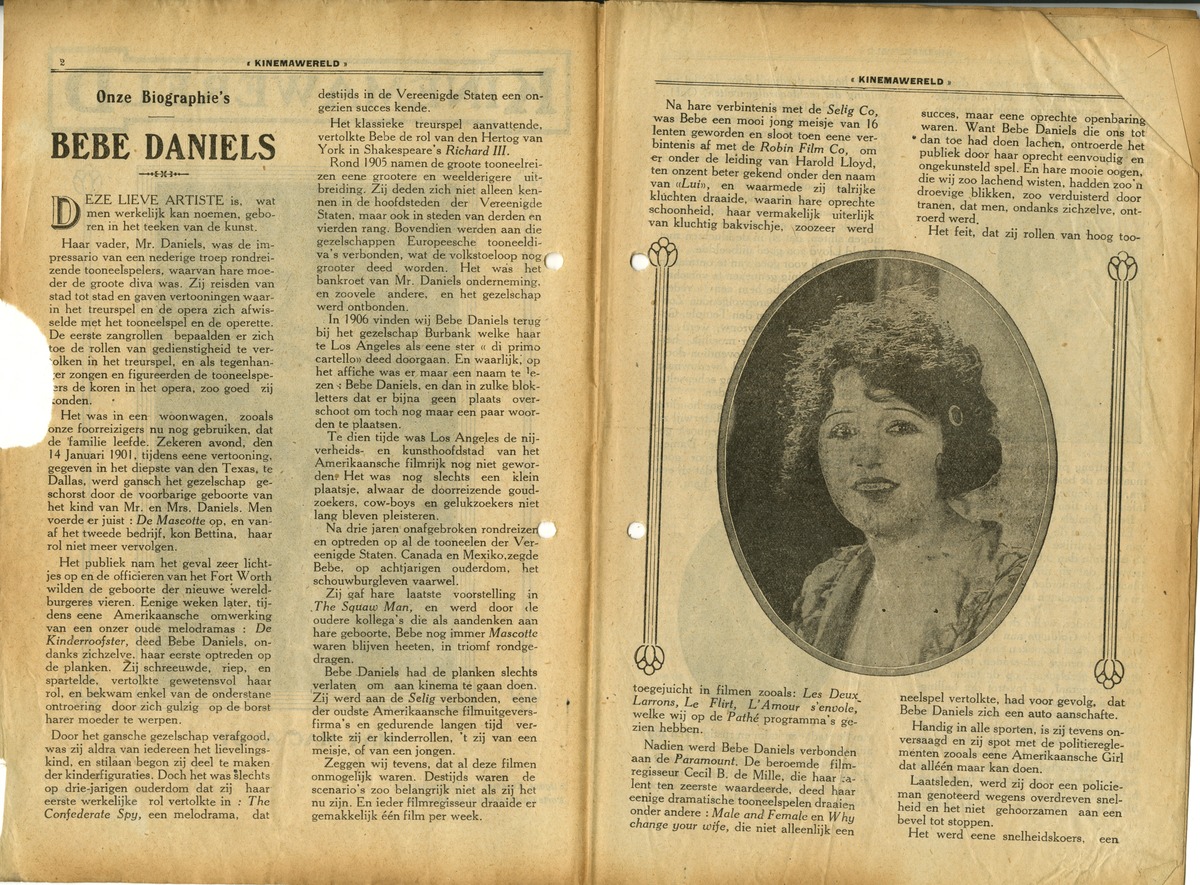 2
« KINEMAWERELD »
Onze Biographie's
BEBE DANIELS
DEZE LIEVE ARTISTE is, wat
men werkelijk kan noemen, gebo-
ren in het teeken van de kunst.
Haar vader, Mr. Daniels, was de im-
pressario van een nederige troep rondrei-
zende tooneelspelers, waarvan hare moe-
der de groote diva was. Zij reisden van
stad tot stad en gaven vertooningen waar-
in het treurspel en de opera zich afwis-
selde met het tooneelspel en de operette.
De eerste zangrollen bepaalden er zich
toe de rollen van gedienstigheid te ver-
olken in het treurspel, en als tegenhan-
er zongen en figureerden de tooneelspe-
ers de koren in het opera, zoo goed zij
konden.
Het was in een woonwagen, zooals
onze foorreizigers nu nog gebruiken, dat
de familie leefde. Zekeren avond, den
14 Januari 1901, tijdens eene vertooning,
gegeven in het diepste van den Texas, te
Dallas, werd gansch het gezelschap ge-
schorst door de voorbarige geboorte van
het kind van Mr. en Mrs. Daniels. Men
voerde er juist : De Mascotte op, en van-
af het tweede bedrijf, kon Bettina, haar
rol niet meer vervolgen.
Het publiek nam het geval zeer licht-
jes op en de officieren van het Fort Worth
wilden de geboorte der nieuwe wereld-
burgeres vieren. Eenige weken later, tij-
dens eene Amerikaansche omwerking
van een onzer oude melodramas : De
Kinderroofster, deed Bebe Daniels, on-
danks zichzelve, haar eerste optreden op
de planken. Zij schreeuwde, riep, en
spartelde, vertolkte gewetensvol haar
rol, en bekwam enkel van de onderstane
ontroering door zich gulzig op de borst
harer moeder te werpen.
Door het gansche gezelschap verafgood,
was zij aldra van iedereen het lievelings-
kind, en stilaan begon zij deel te maken
der kinderfiguraties. Doch het was slechts
op drie-jarigen ouderdom dat zij haar
eerste werkelijke rol vertolkte in : The
Confederate Spy, een melodrama, dat
destijds in de Vereenigde Staten een on-
gezien succes kende.
Het klassieke treurspel aanvattende,
vertolkte Bebe de rol van den Hertog van
York in Shakespeare's Richard III.
Rond 1905 namen de groote tooneelrei-
zen eene grootere en weelderigere uit-
breiding. Zij deden zich niet alleen ken-
nen in de hoofdsteden der Vereenigde
Staten, maar ook in steden van derden en
vierden rang. Bovendien werden aan die
gezelschappen Europeesche tooneeldi-
va's verbonden, wat de volkstoeloop nog
grooter deed worden. Het was het
bankroet van Mr. Daniels onderneming,
en zoovele andere, en het gezelschap
werd ontbonden.
In 1906 vinden wij Bebe Daniels terug
bij het gezelschap Burbank welke haar
te Los Angeles als eene ster « di primo
cartello» deed doorgaan. En waarlijk, op
het affiche was er maar een naam te le-
zen : Bebe Daniels, en dan in zulke blok-
letters dat er bijna geen plaats over-
schoot om toch nog maar een paar woor-
den te plaatsen.
Te dien tijde was Los Angeles de nij-
verheids- en kunsthoofdstad van het
Amerikaansche filmrijk nog niet gewor-
den. Het was nog slechts een klein
plaatsje, alwaar de doorreizende goud-
zoekers, cow-boys en gelukzoekers niet
lang bleven pleisteren.
Na drie jaren onafgebroken rondreizen
en optreden op al de tooneelen der Ver-
eenigde Staten. Canada en Mexiko, zegde
Bebe, op achtjarigen ouderdom, het
schouwburgleven vaarwel.
Zij gaf hare laatste voorstelling in
The Squaw Man, en werd door de
oudere kollega's die als aandenken aan
hare geboorte, Bebe nog immer Mascotte
waren blijven heeten, in triomf rondge-
dragen.
Bebe Daniels had de planken slechts
verlaten om aan kinema te gaan doen.
Zij werd aan de Selig verbonden, eene
der oudste Amerikaansche filmuitgevers-
firma's en gedurende langen tijd ver-
tolkte zij er kinderrollen, 't zij van een
meisje, of van een jongen.
Zeggen wij tevens, dat al deze filmen
onmogelijk waren. Destijds waren de
scenario's zoo belangrijk niet als zij het
nu zijn. En ieder filmregisseur draaide er
gemakkelijk één film per week.
« KINEMAWERELD »
Na hare verbintenis met de Selig Co,
was Bebe een mooi jong meisje van 16
lenten geworden en sloot toen eene ver-
bintenis af met de Robin Film Co, om
er onder de leiding van Harold Lloyd,
ten onzent beter gekend onder den naam
van «Lui», en waarmede zij talrijke
kluchten draaide, waarin hare oprechte
schoonheid, haar vermakelijk uiterlijk
van kluchtig bakvischje, zoozeer werd
toegejuicht in filmen zooals: Les Deux
Larrons, Le Flirt, L'Amour s'envole,
welke wij op de Pathé programma's ge-
zien hebben.
Nadien werd Bebe Daniels verbonden
aan de Paramount. De beroemde film-
regisseur Cecil B. de Mille, die haar ta-
lent ten zeerste waardeerde, deed haar
eenige dramatische tooneelspelen draaien
onder andere : Male and Female en Why
change your wife, die niet alleenlijk een
succes, maar eene oprechte openbaring
waren. Want Bebe Daniels die ons tot
dan toe had doen lachen, ontroerde het
publiek door haar oprecht eenvoudig en
ongekunsteld spel. En hare mooie oogen,
die wij zoo lachend wisten, hadden zoo'n
droevige blikken, zoo verduisterd door
tranen, dat men, ondanks zichzelve, ont-
roerd werd.
Het feit, dat zij rollen van hoog too-
neelspel vertolkte, had voor gevolg, dat
Bebe Daniels zich een auto aanschafte.
Handig in alle sporten, is zij tevens on-
versaagd en zij spot met de politieregle-
menten zooals eene Amerikaansche Girl
dat alléén maar kan doen.
Laatsleden, werd zij door een policie-
man genoteerd wegens overdreven snel-
heid en het niet gehoorzamen aan een
bevel tot stoppen.
Het werd eene snelheidskoers, een